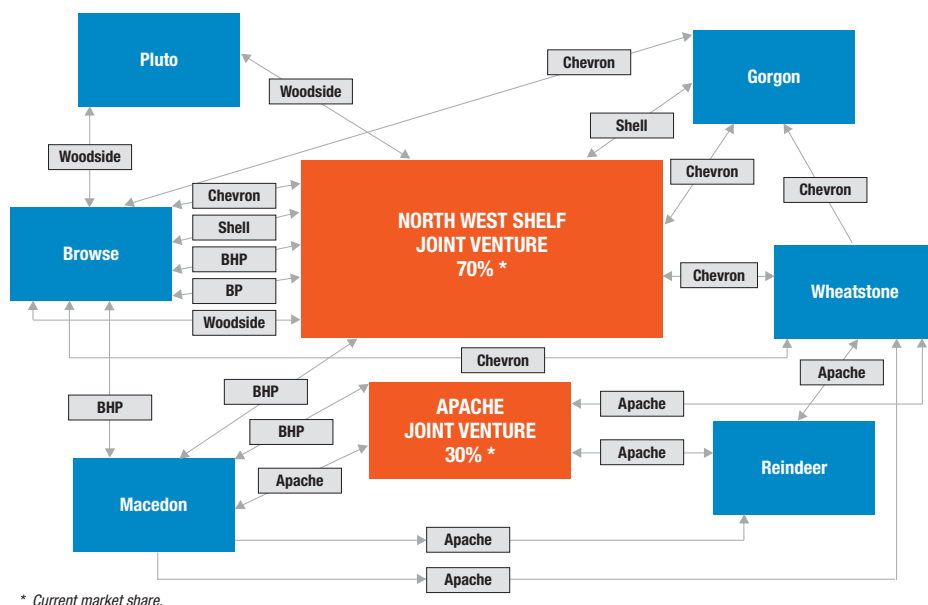 Pluto
Chevron
Gorgon
Woodside
Shell
Woodside
Chevron
Chevron
Chevron
Shell
NORTH WEST SHELF
JOINT VENTURE
70% *
Browse
BHP
Chevron
Wheatstone
BP
Woodside
Chevron
Apache
BHP
BHP
APACHE
JOINT VENTURE
30% *
Apache
Apache
Apache
Reindeer
Macedon
Apache
Apache
* Current market share.